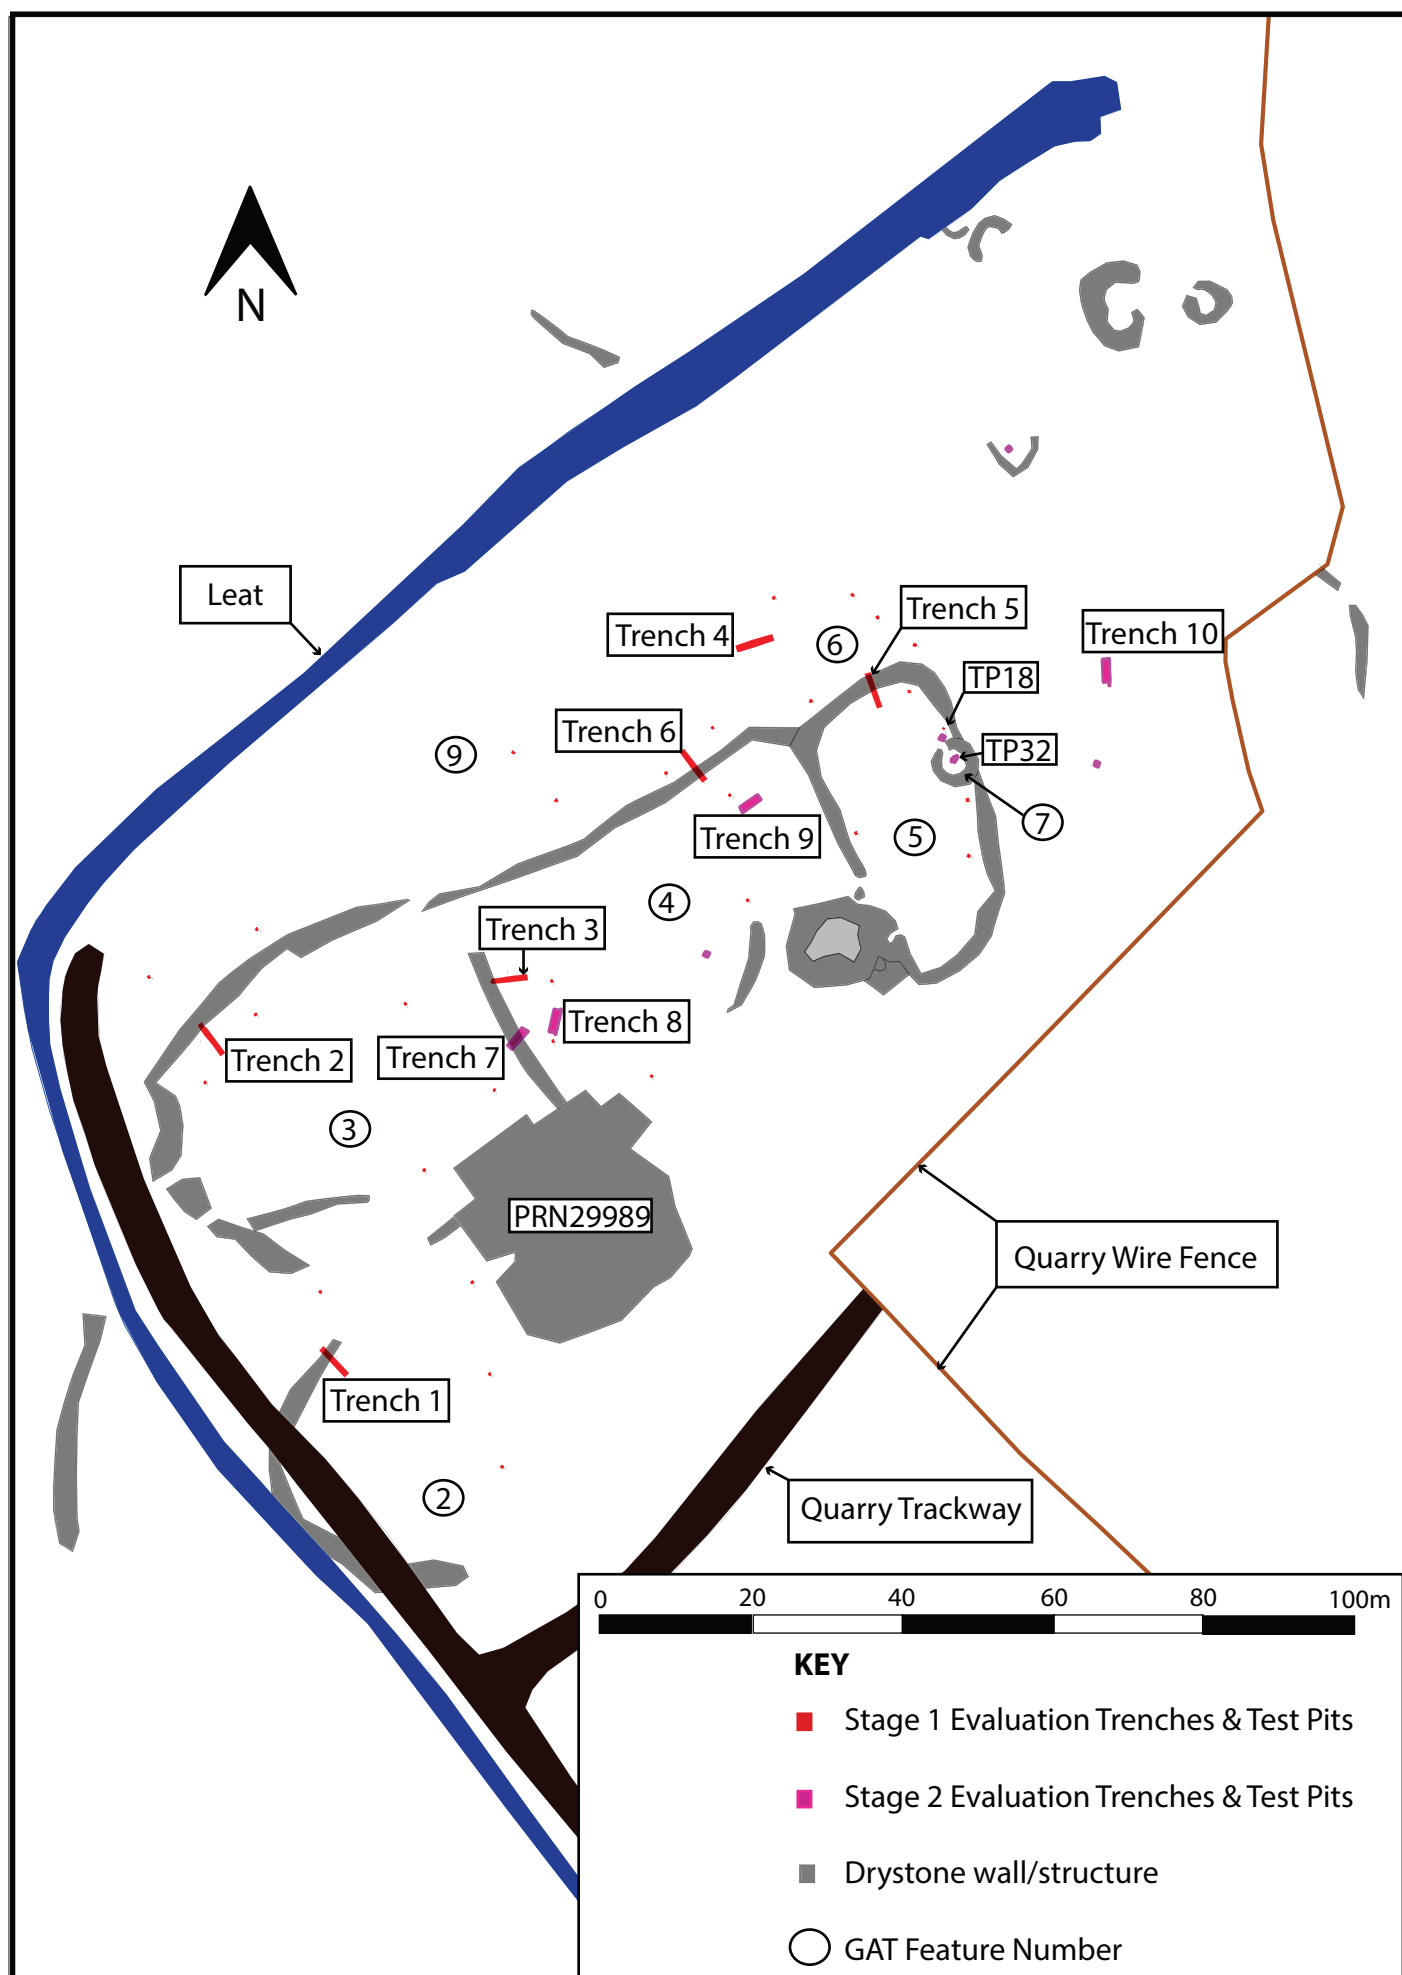 N
Leat
Trench 4
6
Trench 5
Trench 10
TP18
Trench 6
TP32
9
Trench 9
5
7
4
Trench 3
Trench 8
Trench 2
Trench 7
3
PRN29989
Quarry Wire Fence
Trench 1
2
Quarry Trackway
0 20 40 60 80 100m
KEY
Stage 1 Evaluation Trenches & Test Pits
Stage 2 Evaluation Trenches & Test Pits
Drystone wall/structure
GAT Feature Number